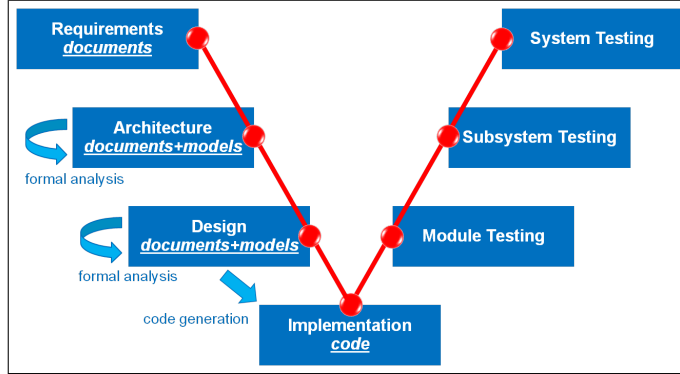 Requirements
documents
System Testing
Architecture
documents+models
Subsystem Testing
formal analysis
Design
documents+models
Module Testing
formal analysis
code generation
Implementation
code